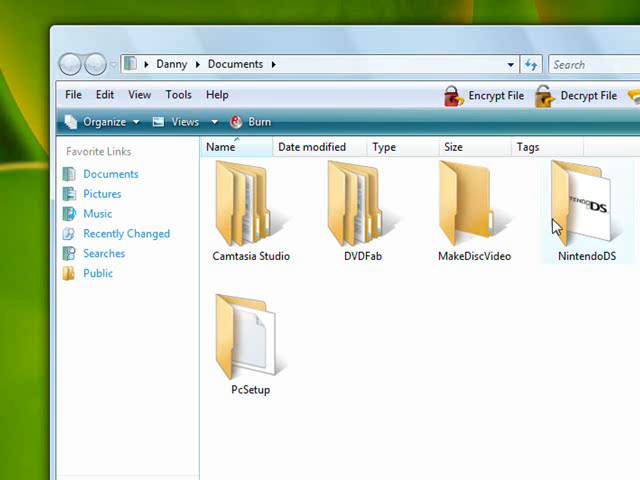 Danny Documents
Search
File Edit View Tools Help Encrypt File Decrypt File
Organize Views Burn
Favorite Links
Documents
Pictures
Music
Recently Changed
Searches
Public
Name Date modified Type Size Tags
NTENDODS
Camtasia Studio DVDFab MakeDiscVideo NintendoDS
PcSetup